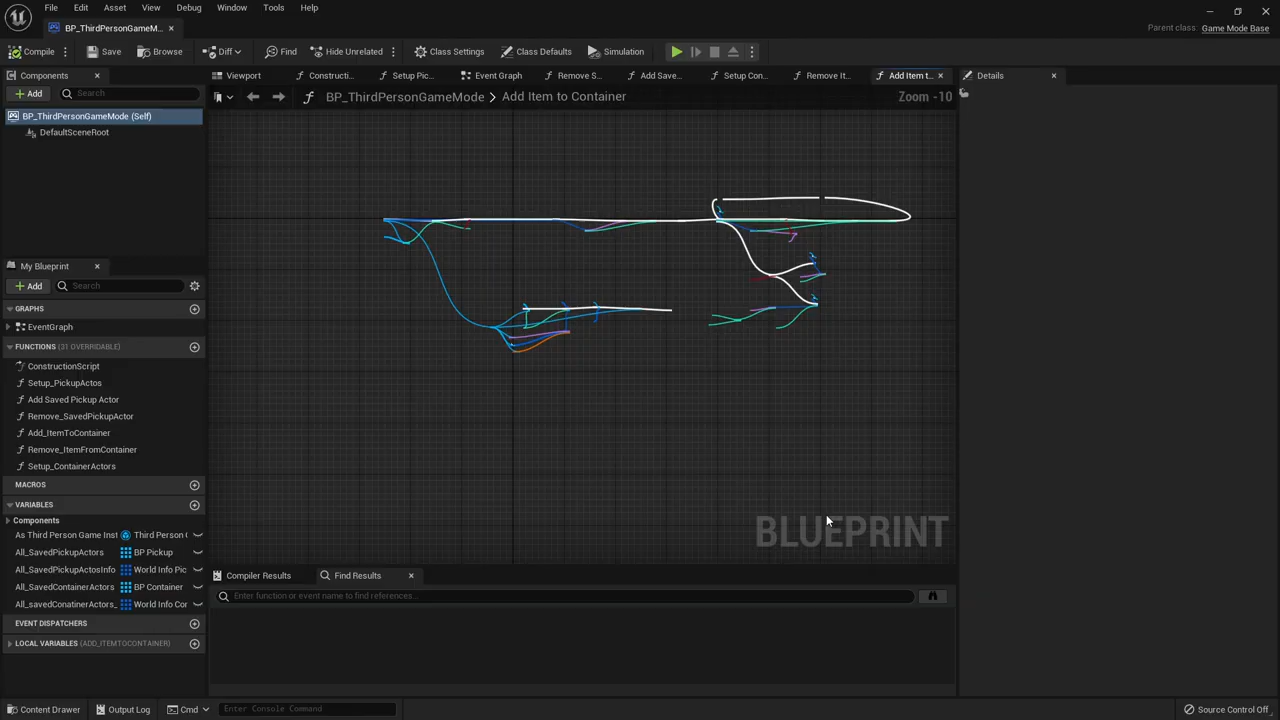 File Edit Asset View Debug Window Tools Help
BP_ThirdPersonGameM...
Parent class: Game Mode Base
Compile Save Browse Diff Find Hide Unrelated Class Settings Class Defaults Simulation
Components
Viewport Constructi... Setup Pic... Event Graph Remove S... Add Save... Setup Con... Remove It... Add Item t...
Details
Add Search
BP_ThirdPersonGameMode > Add Item to Container Zoom -10
BP_ThirdPersonGameMode (Self)
DefaultSceneRoot
My Blueprint
Add Search
GRAPHS
EventGraph
FUNCTIONS (31 OVERRIDABLE)
ConstructionScript
Setup_PickupActos
Add Saved Pickup Actor
Remove_SavedPickupActor
Add_ItemToContainer
Remove_ItemFromContainer
Setup_ContainerActors
MACROS
VARIABLES
Components
As Third Person Game Inst Third Person G
All_SavedPickupActors BP Pickup
All_SavedPickupActosInfo World Info Pic
All_SavedContainerActors BP Container
All_savedConatinerActors_ World Info Cor
EVENT DISPATCHERS
LOCAL VARIABLES (ADD_ITEMTOCONTAINER)
BLUEPRINT
Compiler Results Find Results
Enter function or event name to find references...
Content Drawer Output Log Cmd Enter Console Command Source Control Off